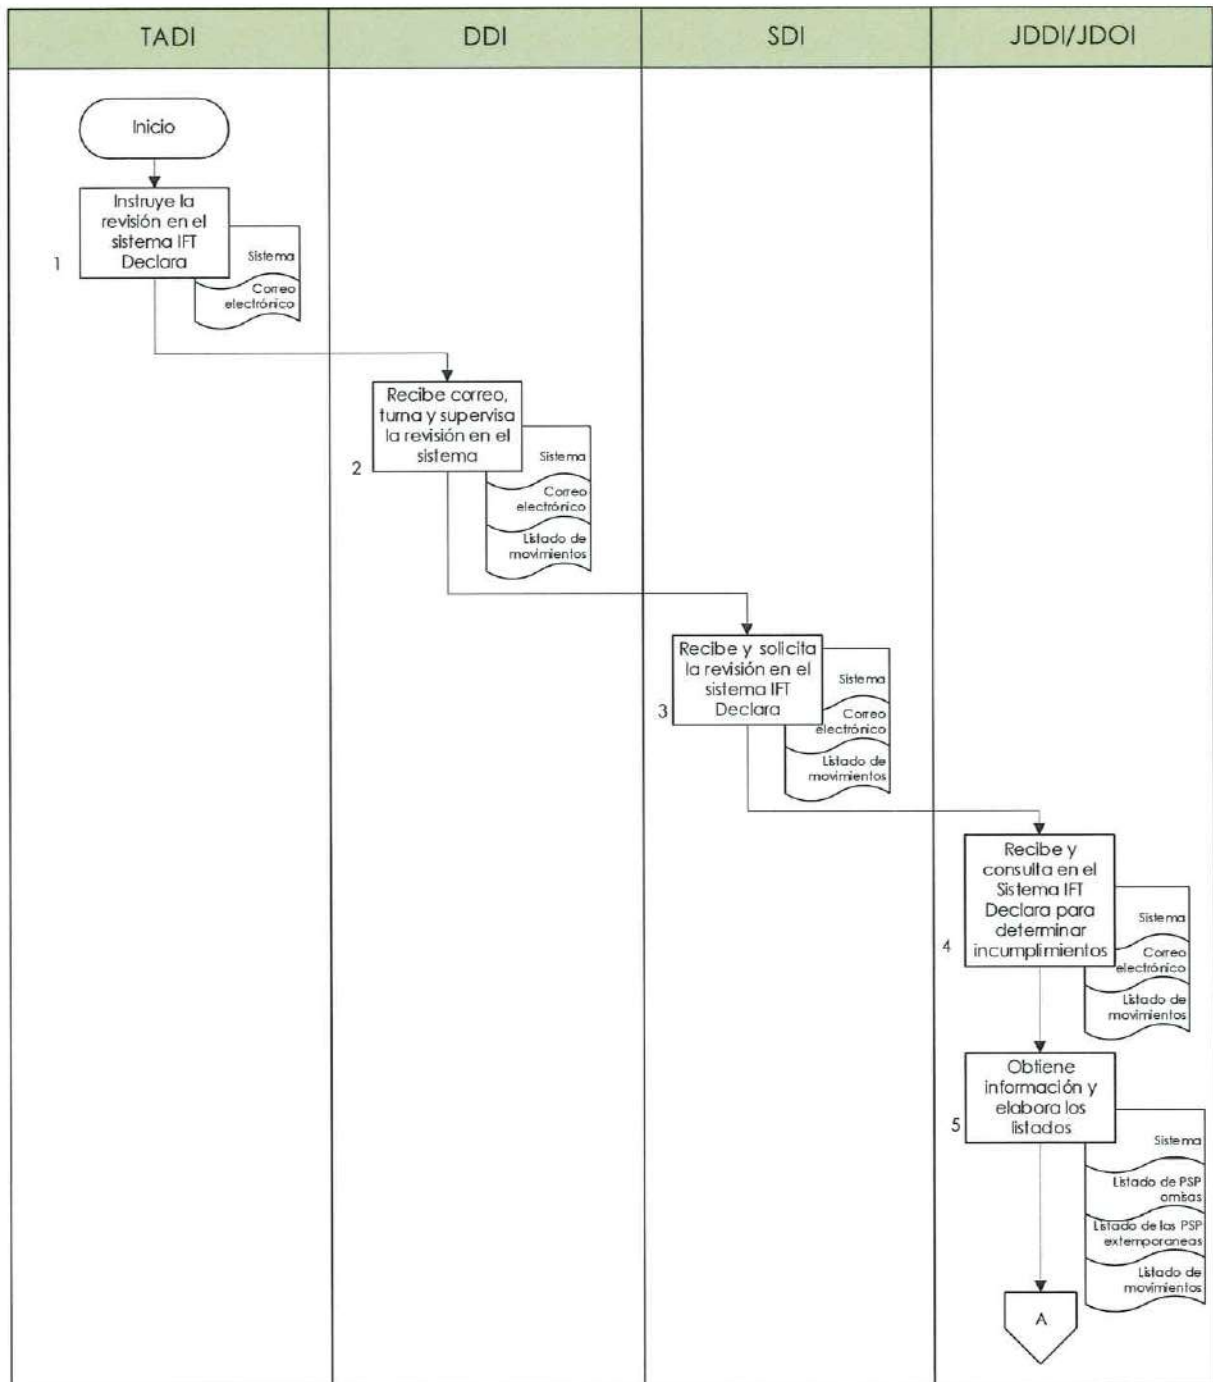 TADI
DDI
SDI
JDDI/JDOI
Inicio
Instruye la
revisión en el
sistema IFT
Declara
1
Sistema
Correo
electrónico
Recibe correo,
turna y supervisa
la revisión en el
sistema
2
Sistema
Correo
electrónico
Listado de
movimientos
Recibe y solicita
la revisión en el
sistema IFT
Declara
3
Sistema
Correo
electrónico
Listado de
movimientos
Recibe y
consulta en el
Sistema IFT
Declara para
determinar
incumplimientos
4
Sistema
Correo
electrónico
Listado de
movimientos
Obtiene
información y
elabora los
listados
5
Sistema
Listado de PSP
omisas
Listado de las PSP
extemporaneas
Listado de
movimientos
A